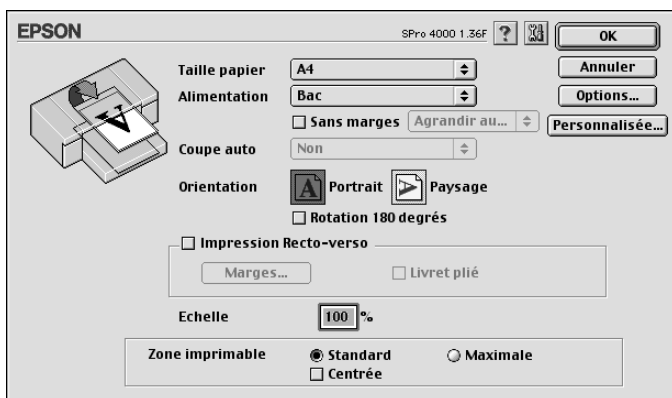 EPSON SPro 4000 1.36F ? OK
Taille papier A4 Annuler
Alimentation Bac Options...
Sans marges Agrandir au... Personnalisée...
Coupe auto Non
Orientation A Portrait A Paysage
Rotation 180 degrés
Impression Recto-verso
Marges... Livret plié
Echelle 100 %
Zone imprimable Standard Maximale
Centrée